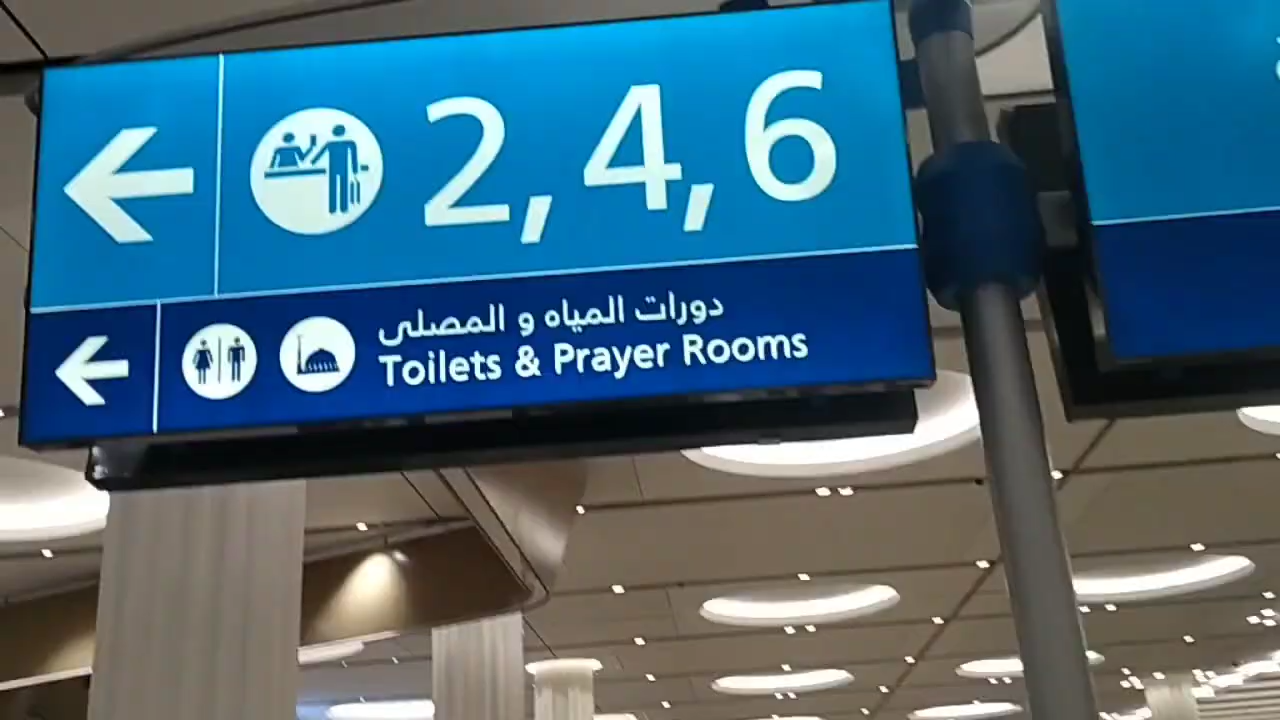 2, 4, 6
دورات المياه و المصلى
Toilets & Prayer Rooms